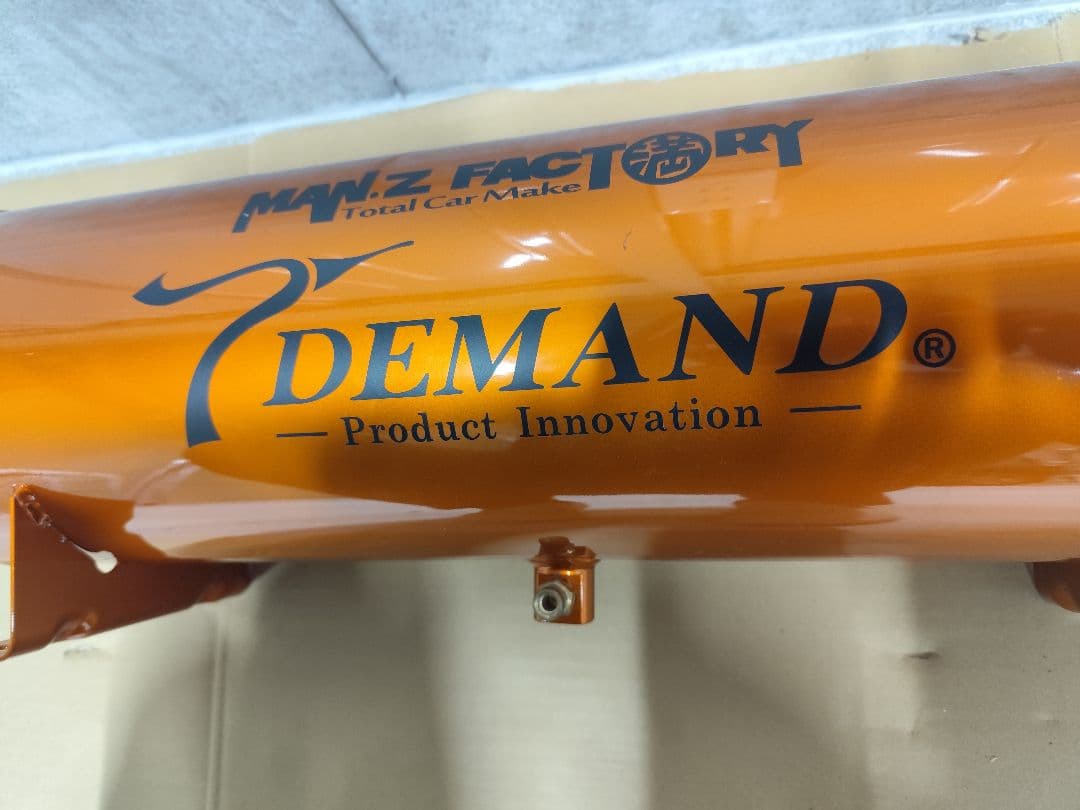 MAN.Z FACTORY
Total Car Make
T DEMAND®
Product Innovation